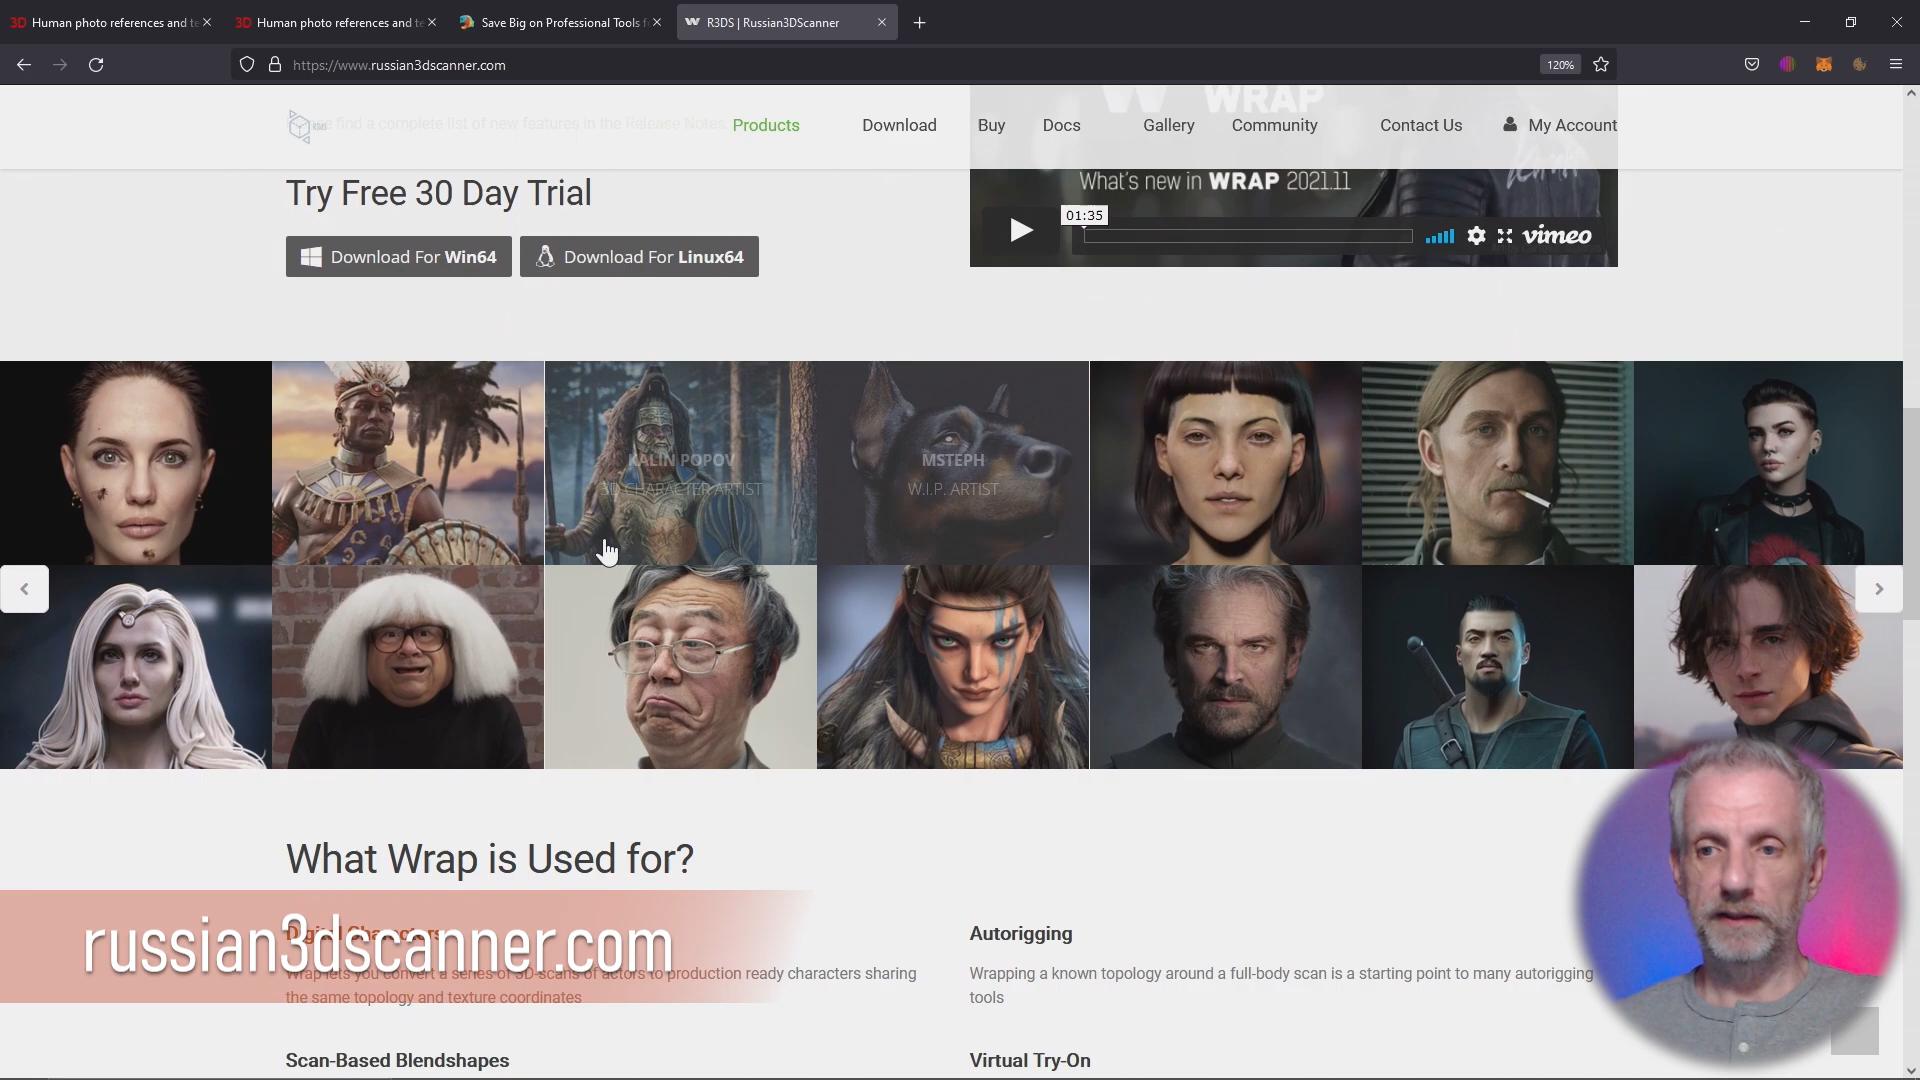 Human photo references and te
Human photo references and te
Save Big on Professional Tools f
R3DS | Russian3DScanner
https://www.russian3dscanner.com
120%
find a complete list of new features in the Release Notes.
Products
Download
Buy
Docs
Gallery
Community
Contact Us
My Account
WRAP
What's new in WRAP 2021.11
01:35
vimeo
Try Free 30 Day Trial
Download For Win64
Download For Linux64
KALIN POPOV
3D CHARACTER ARTIST
MSTEPH
W.I.P. ARTIST
What Wrap is Used for?
Digital Characters
russian3dscanner.com
Wrap lets you convert a series of 3D-scans of actors to production ready characters sharing
the same topology and texture coordinates
Autorigging
Wrapping a known topology around a full-body scan is a starting point to many autorigging
tools
Scan-Based Blendshapes
Virtual Try-On